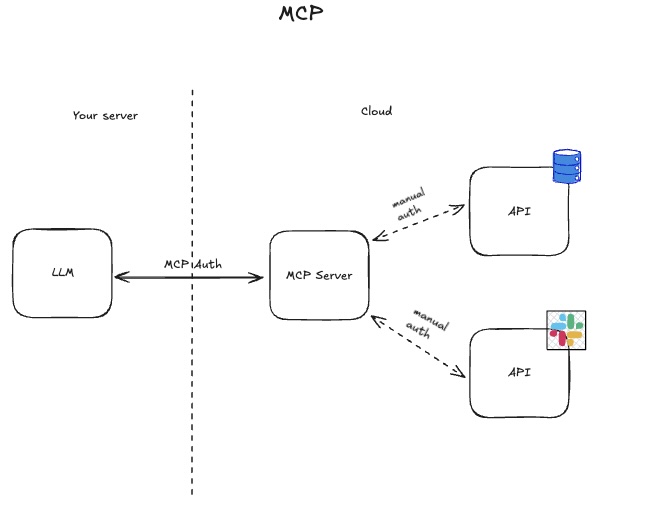 MCP
Your server
Cloud
manual
auth
API
MCP Auth
LLM
MCP Server
manual
auth
API